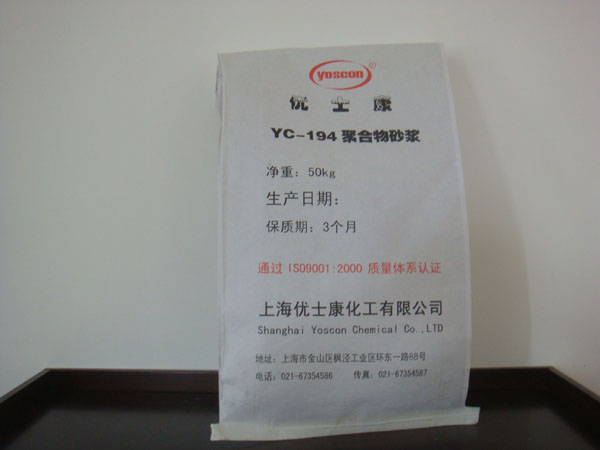 yoscon®
优士康
YC-194 聚合物砂浆
净重：50kg
生产日期：
保质期：3个月
通过 ISO9001:2000 质量体系认证
上海优士康化工有限公司
Shanghai Yoscon Chemical Co.,LTD
地址：上海市金山区枫泾工业区环东一路88号
电话：021-67354586 传真：021-67354587